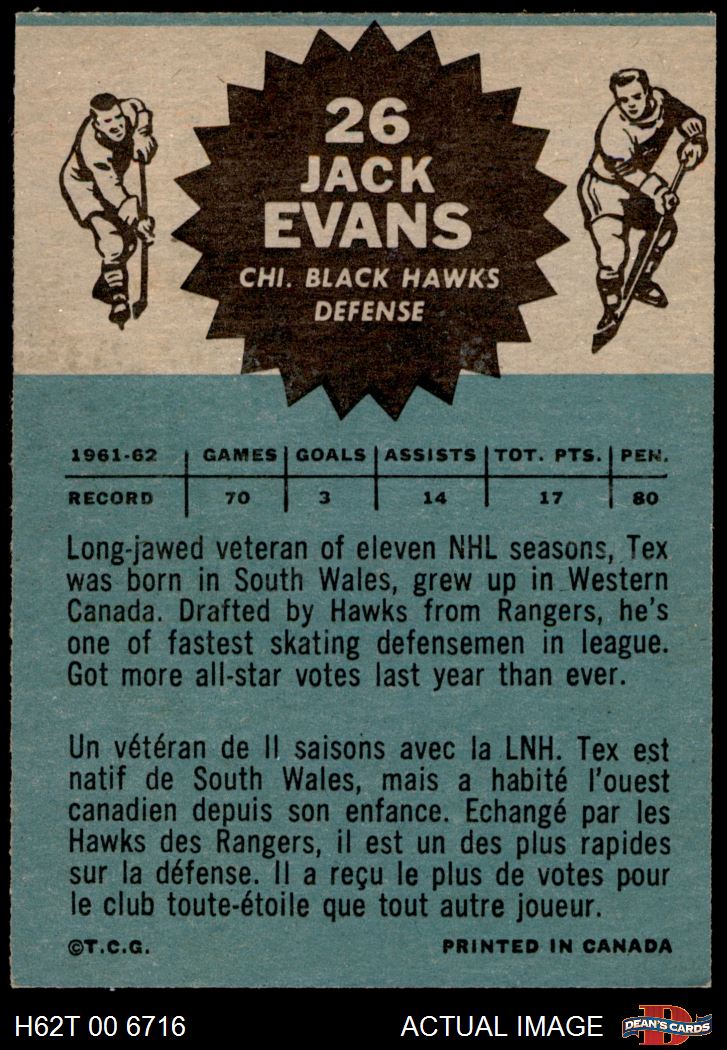 26
JACK
EVANS
CHI. BLACK HAWKS
DEFENSE
1961-62 GAMES GOALS ASSISTS TOT. PTS. PEN.
RECORD 70 3 14 17 80
Long-jawed veteran of eleven NHL seasons, Tex
was born in South Wales, grew up in Western
Canada. Drafted by Hawks from Rangers, he's
one of fastest skating defensemen in league.
Got more all-star votes last year than ever.
Un vétéran de II saisons avec la LNH. Tex est
natif de South Wales, mais a habité l'ouest
canadien depuis son enfance. Echangé par les
Hawks des Rangers, il est un des plus rapides
sur la défense. Il a reçu le plus de votes pour
le club toute-étoile que tout autre joueur.
©T.C.G. PRINTED IN CANADA
H62T 00 6716 ACTUAL IMAGE D DEAN'S CARDS